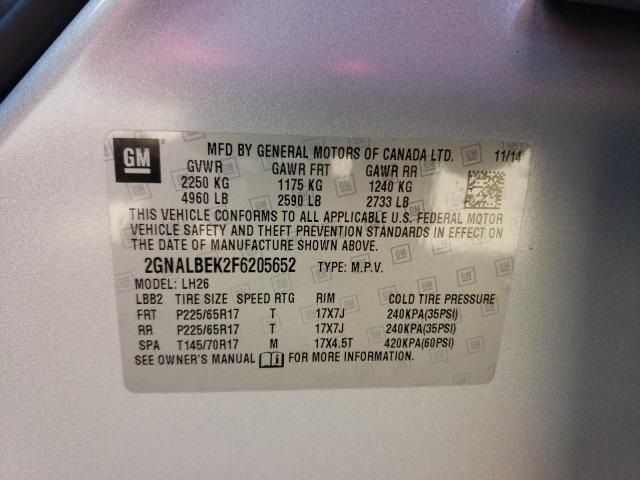 GM
MFD BY GENERAL MOTORS OF CANADA LTD. 11/14
GVWR GAWR FRT GAWR RR
2250 KG 1175 KG 1240 KG
4960 LB 2590 LB 2733 LB
THIS VEHICLE CONFORMS TO ALL APPLICABLE U.S. FEDERAL MOTOR
VEHICLE SAFETY AND THEFT PREVENTION STANDARDS IN EFFECT ON
THE DATE OF MANUFACTURE SHOWN ABOVE.
2GNALBEK2F6205652 TYPE: M.P.V.
MODEL: LH26
LBB2 TIRE SIZE SPEED RTG RIM COLD TIRE PRESSURE
FRT P225/65R17 T 17X7J 240KPA(35PSI)
RR P225/65R17 T 17X7J 240KPA(35PSI)
SPA T145/70R17 M 17X4.5T 420KPA(60PSI)
SEE OWNER'S MANUAL FOR MORE INFORMATION.